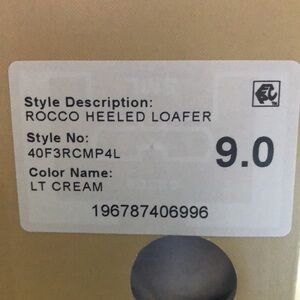 Style Description:
ROCCO HEELED LOAFER
Style No:
40F3RCMP4L
9.0
Color Name:
LT CREAM
196787406996